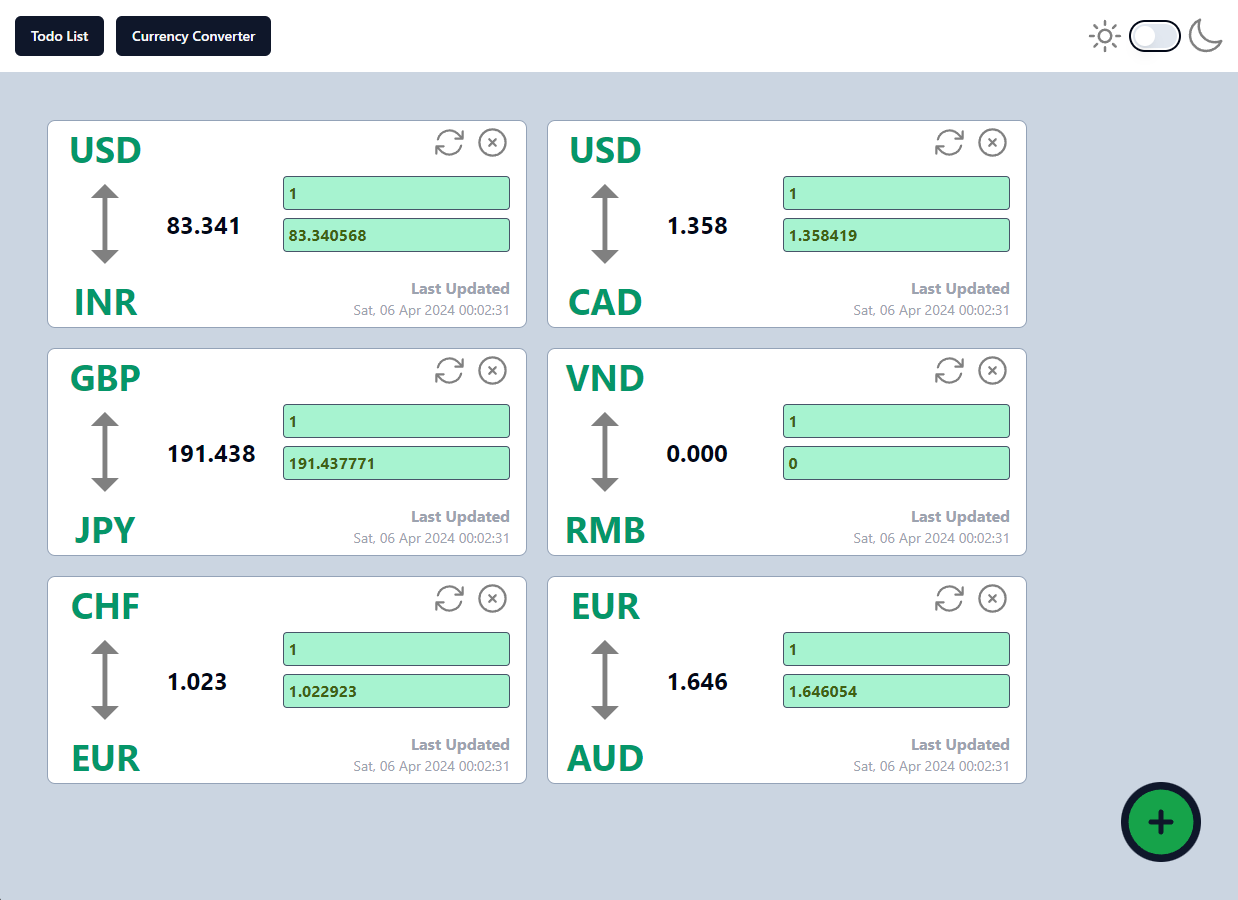 Todo List
Currency Converter
USD
1
83.341
83.340568
Last Updated
INR
Sat, 06 Apr 2024 00:02:31
USD
1
1.358
1.358419
Last Updated
CAD
Sat, 06 Apr 2024 00:02:31
GBP
1
191.438
191.437771
Last Updated
JPY
Sat, 06 Apr 2024 00:02:31
VND
1
0.000
0
Last Updated
RMB
Sat, 06 Apr 2024 00:02:31
CHF
1
1.023
1.022923
Last Updated
EUR
Sat, 06 Apr 2024 00:02:31
EUR
1
1.646
1.646054
Last Updated
AUD
Sat, 06 Apr 2024 00:02:31